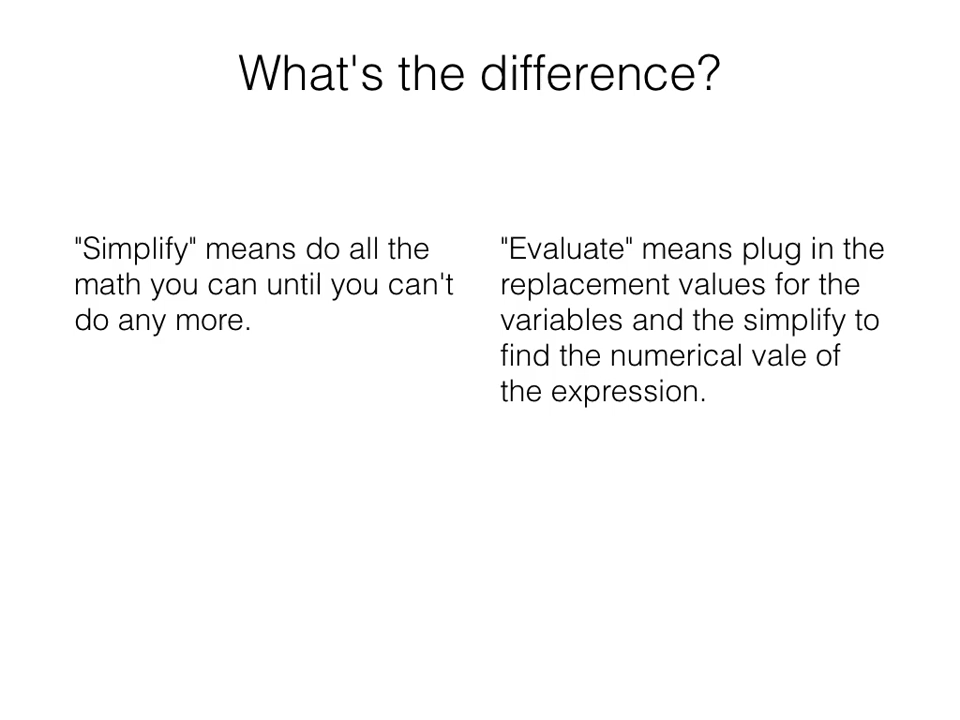 What's the difference?
"Simplify" means do all the
math you can until you can't
do any more.
"Evaluate" means plug in the
replacement values for the
variables and the simplify to
find the numerical vale of
the expression.